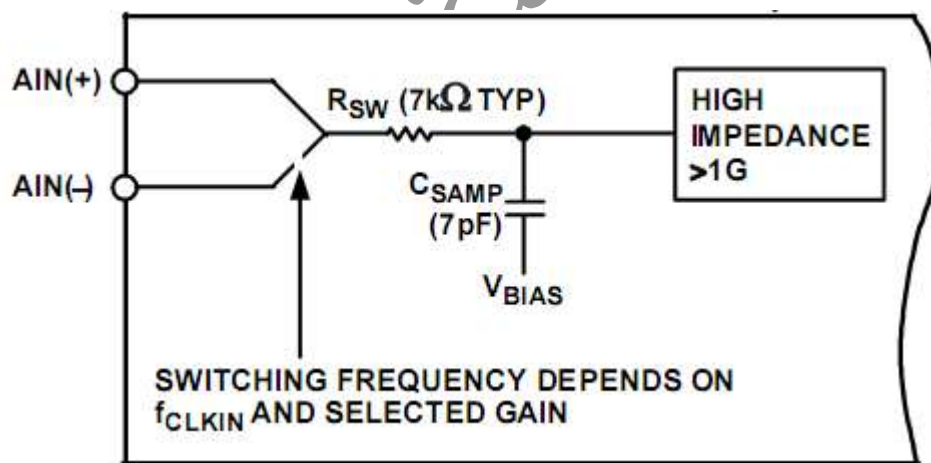 AIN(+)
AIN(–)
RSW (7kΩ TYP)
HIGH
IMPEDANCE
>1G
CSAMP
(7pF)
VBIAS
SWITCHING FREQUENCY DEPENDS ON
fCLKIN AND SELECTED GAIN